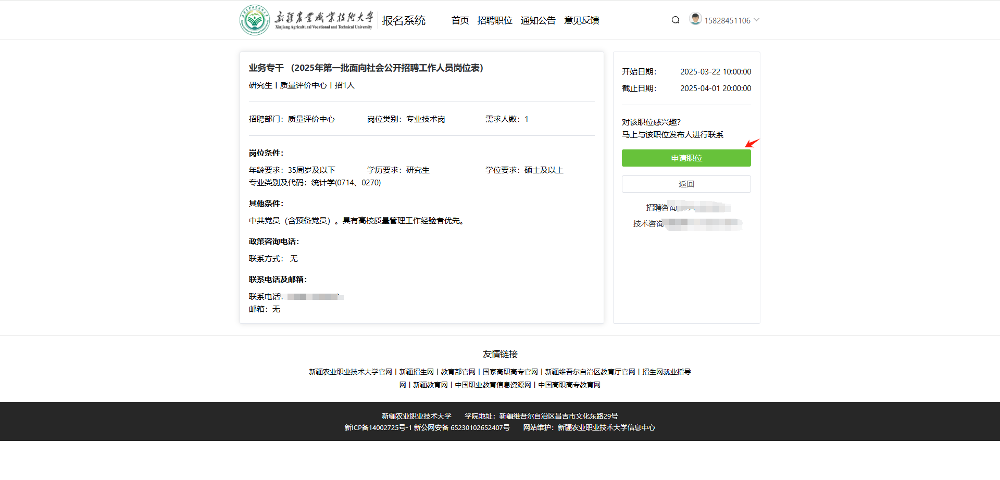 新疆农业职业技术大学
Xinjiang Agricultural Vocational and Technical University
报名系统
首页 招聘职位 通知公告 意见反馈
15828451106
业务专干 （2025年第一批面向社会公开招聘工作人员岗位表）
研究生丨质量评价中心丨招1人
招聘部门：质量评价中心 岗位类别：专业技术岗 需求人数：1
岗位条件：
年龄要求：35周岁及以下 学历要求：研究生 学位要求：硕士及以上
专业类别及代码：统计学(0714、0270)
其他条件：
中共党员（含预备党员）。具有高校质量管理工作经验者优先。
政策咨询电话：
联系方式： 无
联系电话及邮箱：
联系电话
邮箱：无
开始日期： 2025-03-22 10:00:00
截止日期： 2025-04-01 20:00:00
对该职位感兴趣？
马上与该职位发布人进行联系
申请职位
返回
招聘咨询
技术咨询
友情链接
新疆农业职业技术大学官网丨新疆招生网丨教育部官网丨国家高职高专官网丨新疆维吾尔自治区教育厅官网丨招生网就业指导
网丨新疆教育网丨中国职业教育信息资源网丨中国高职高专教育网
新疆农业职业技术大学 学院地址：新疆维吾尔自治区昌吉市文化东路29号
新ICP备14002725号-1 新公网安备 65230102652407号 网站维护：新疆农业职业技术大学信息中心